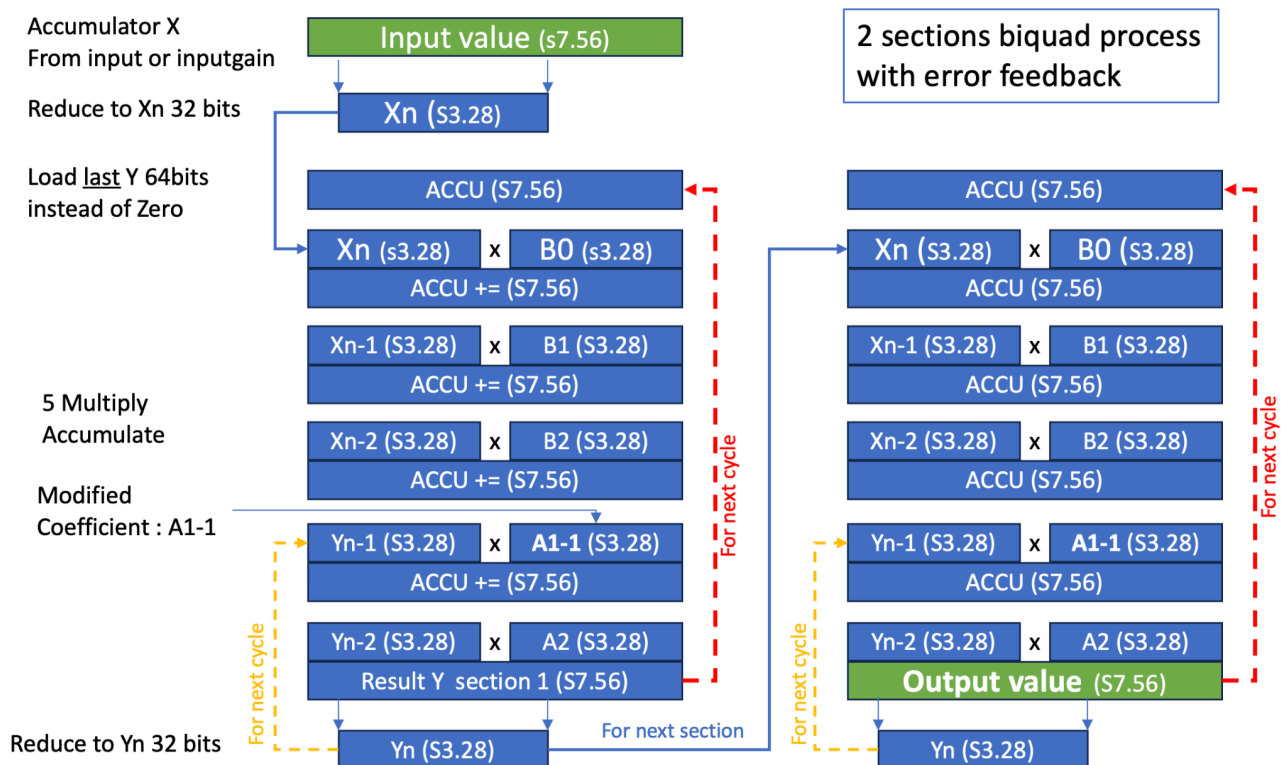 Accumulator X
From input or inputgain
Input value (s7.56)
2 sections biquad process
with error feedback
Reduce to Xn 32 bits
Xn (S3.28)
Load last Y 64bits
instead of Zero
ACCU (S7.56)
ACCU (S7.56)
Xn (s3.28) x B0 (s3.28)
ACCU += (S7.56)
Xn (S3.28) x B0 (S3.28)
ACCU (S7.56)
Xn-1 (S3.28) x B1 (S3.28)
ACCU += (S7.56)
Xn-1 (S3.28) x B1 (S3.28)
ACCU (S7.56)
5 Multiply
Accumulate
Xn-2 (S3.28) x B2 (S3.28)
ACCU += (S7.56)
Xn-2 (S3.28) x B2 (S3.28)
ACCU (S7.56)
For next cycle
For next cycle
Modified
Coefficient : A1-1
Yn-1 (S3.28) x A1-1 (S3.28)
ACCU += (S7.56)
Yn-1 (S3.28) x A1-1 (S3.28)
ACCU (S7.56)
For next cycle
For next cycle
Yn-2 (S3.28) x A2 (S3.28)
Result Y section 1 (S7.56)
Yn-2 (S3.28) x A2 (S3.28)
Output value (S7.56)
Reduce to Yn 32 bits
Yn (S3.28)
For next section
Yn (S3.28)